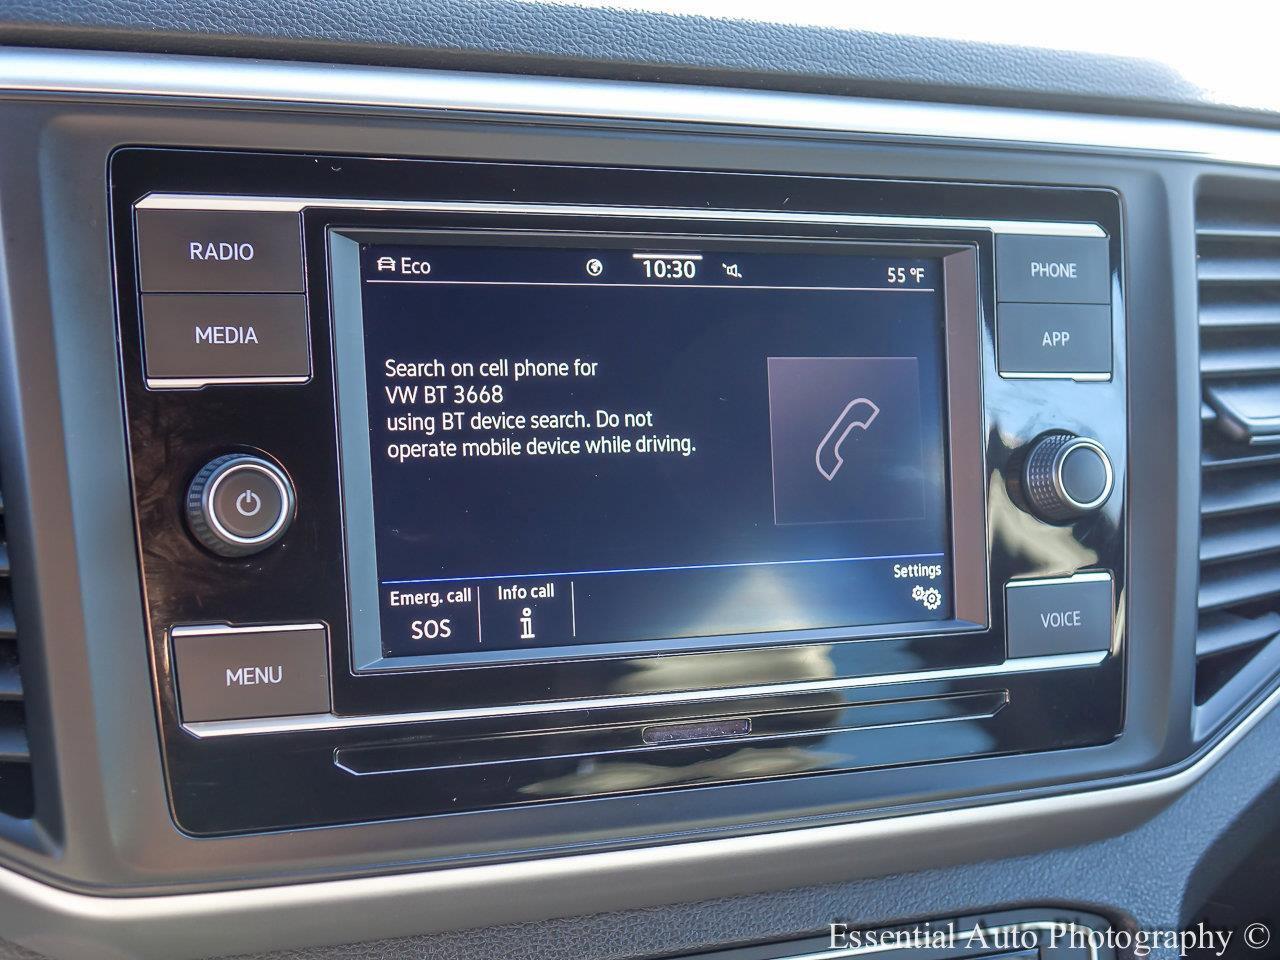 RADIO
MEDIA
MENU
Eco
10:30
55 °F
Search on cell phone for
VW BT 3668
using BT device search. Do not
operate mobile device while driving.
Emerg. call
SOS
Info call
i
Settings
PHONE
APP
VOICE
Essential Auto Photography ©